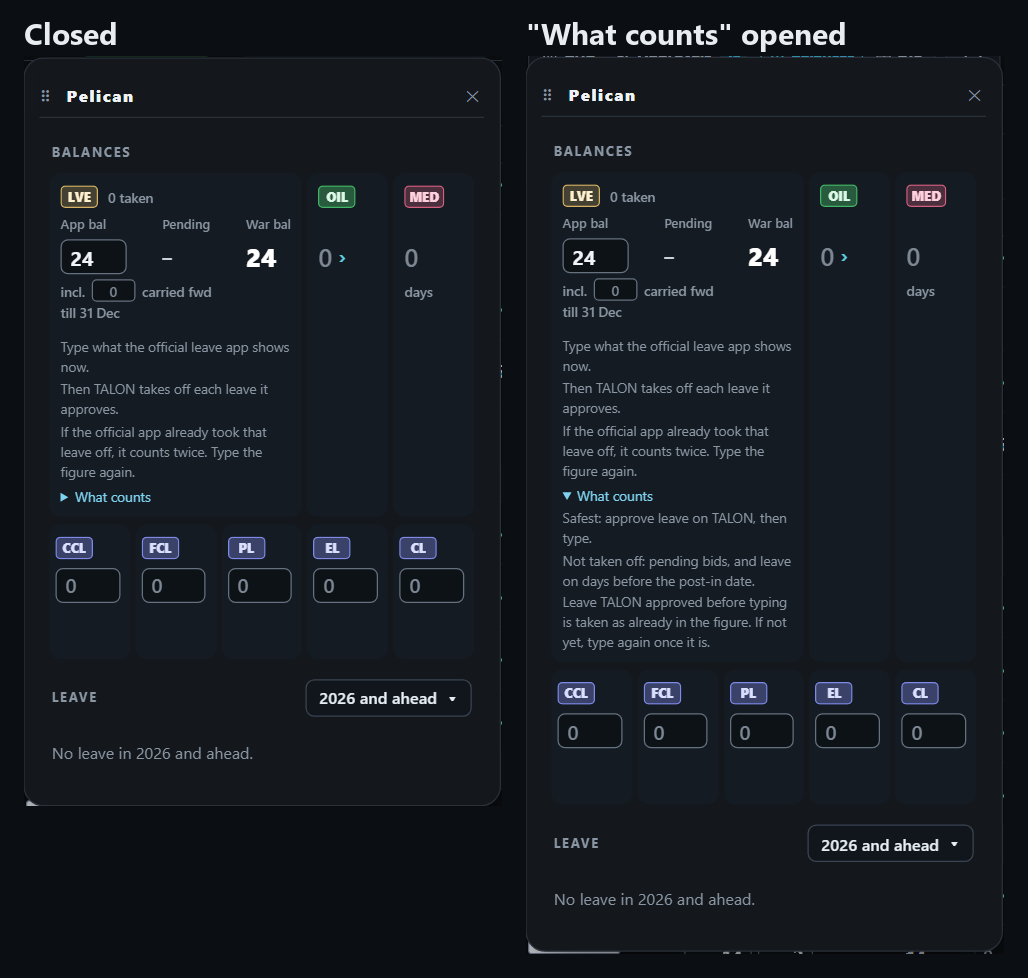 Closed
Pelican
BALANCES
LVE 0 taken
OIL
MED
App bal Pending War bal
24 – 24
0 ›
0
incl. 0 carried fwd
days
till 31 Dec
Type what the official leave app shows
now.
Then TALON takes off each leave it
approves.
If the official app already took that
leave off, it counts twice. Type the
figure again.
What counts
CCL FCL PL EL CL
0 0 0 0 0
LEAVE
2026 and ahead
No leave in 2026 and ahead.
"What counts" opened
Pelican
BALANCES
LVE 0 taken
OIL
MED
App bal Pending War bal
24 – 24
0 ›
0
incl. 0 carried fwd
days
till 31 Dec
Type what the official leave app shows
now.
Then TALON takes off each leave it
approves.
If the official app already took that
leave off, it counts twice. Type the
figure again.
What counts
Safest: approve leave on TALON, then
type.
Not taken off: pending bids, and leave
on days before the post-in date.
Leave TALON approved before typing
is taken as already in the figure. If not
yet, type again once it is.
CCL FCL PL EL CL
0 0 0 0 0
LEAVE
2026 and ahead
No leave in 2026 and ahead.